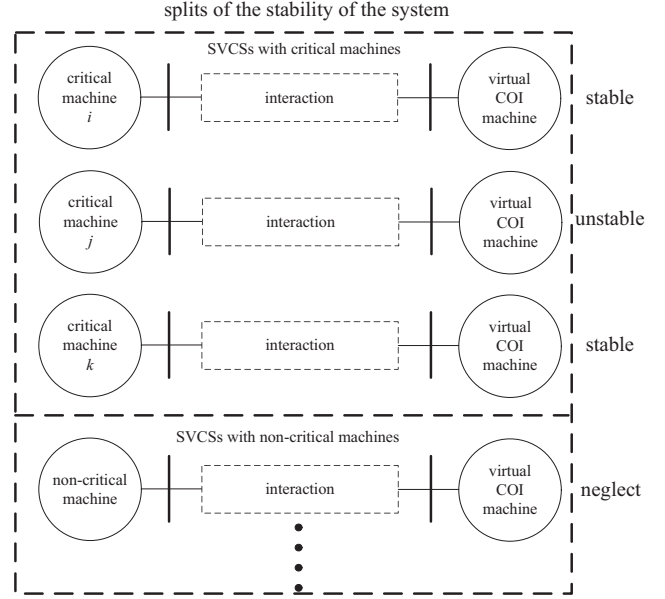 splits of the stability of the system
SVCSs with critical machines
critical
machine
i
interaction
virtual
COI
machine
stable
critical
machine
j
interaction
virtual
COI
machine
unstable
critical
machine
k
interaction
virtual
COI
machine
stable
SVCSs with non-critical machines
non-critical
machine
interaction
virtual
COI
machine
neglect